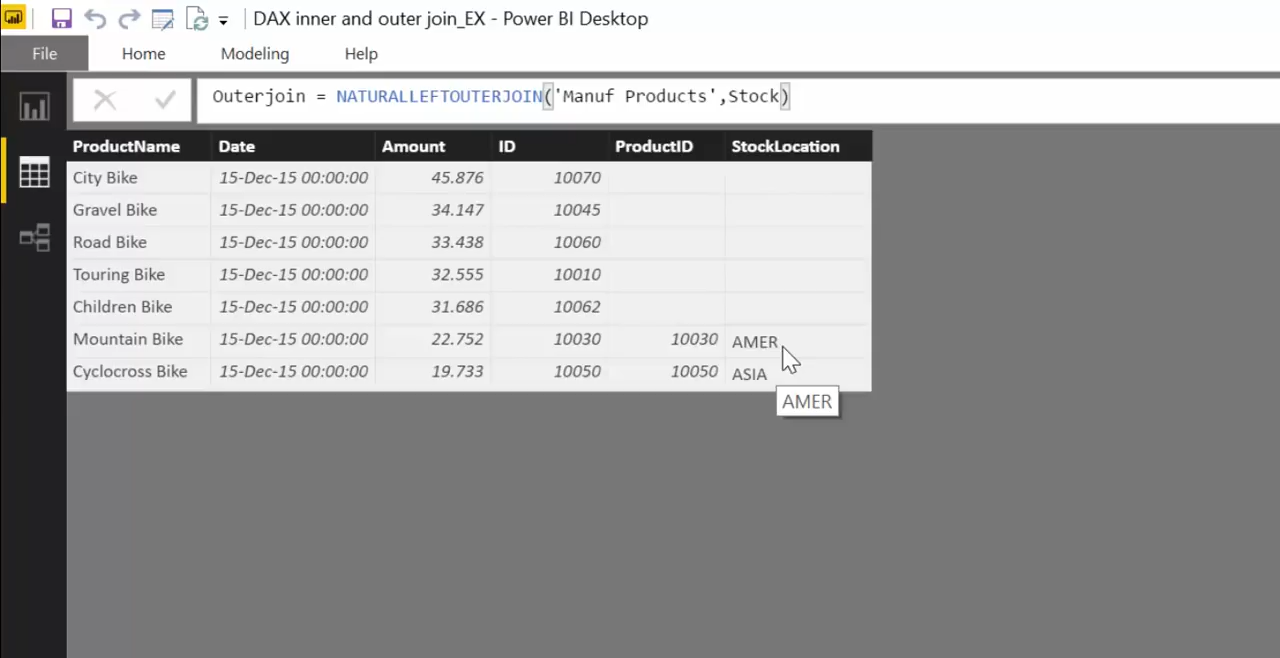 DAX inner and outer join_EX - Power BI Desktop
File Home Modeling Help
Outerjoin = NATURALLEFTOUTERJOIN('Manuf Products',Stock)
ProductName Date Amount ID ProductID StockLocation
City Bike 15-Dec-15 00:00:00 45.876 10070
Gravel Bike 15-Dec-15 00:00:00 34.147 10045
Road Bike 15-Dec-15 00:00:00 33.438 10060
Touring Bike 15-Dec-15 00:00:00 32.555 10010
Children Bike 15-Dec-15 00:00:00 31.686 10062
Mountain Bike 15-Dec-15 00:00:00 22.752 10030 10030 AMER
Cyclocross Bike 15-Dec-15 00:00:00 19.733 10050 10050 ASIA
AMER